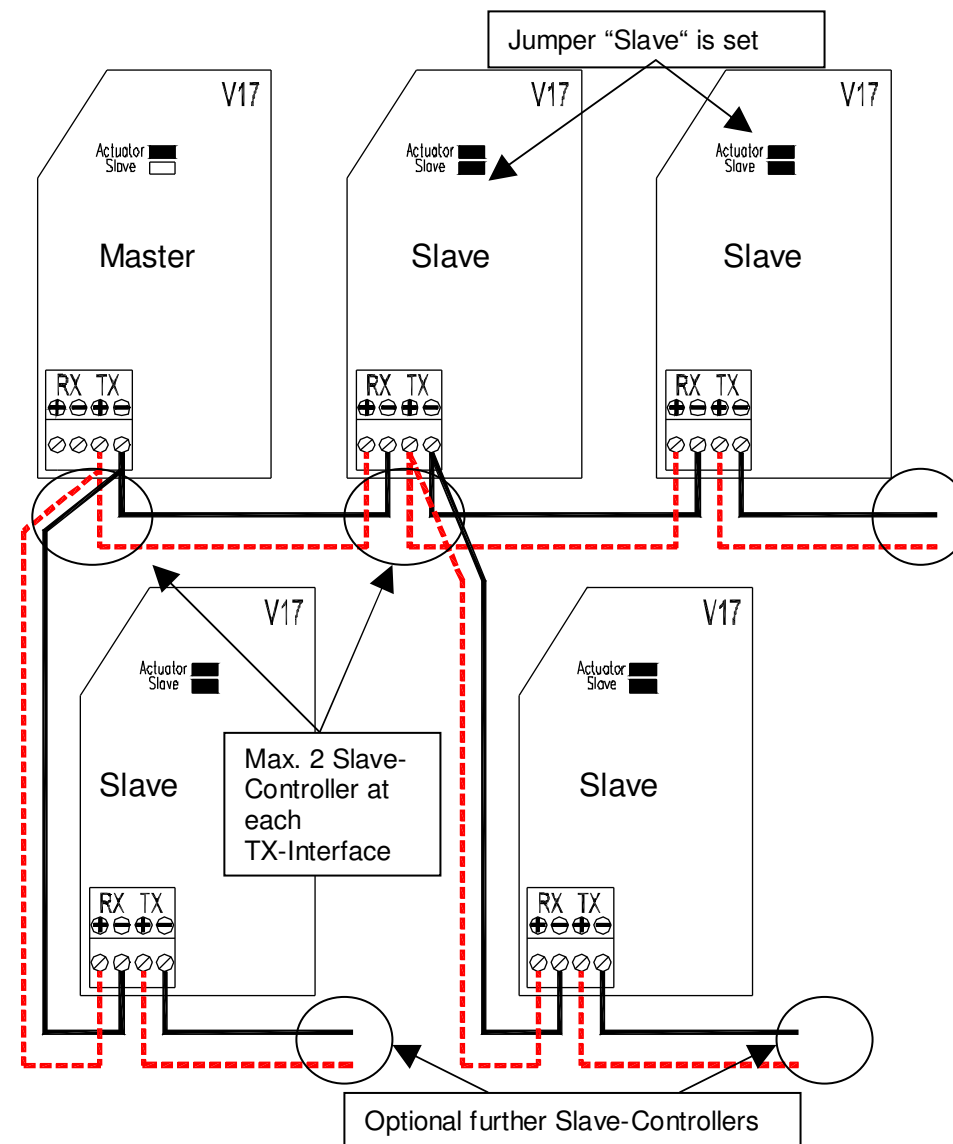 Jumper “Slave“ is set
V17
V17
V17
Actuator
Slave
Actuator
Slave
Actuator
Slave
Master
Slave
Slave
RX TX
RX TX
RX TX
V17
V17
Actuator
Slave
Actuator
Slave
Slave
Max. 2 Slave-
Controller at
each
TX-Interface
Slave
RX TX
RX TX
Optional further Slave-Controllers